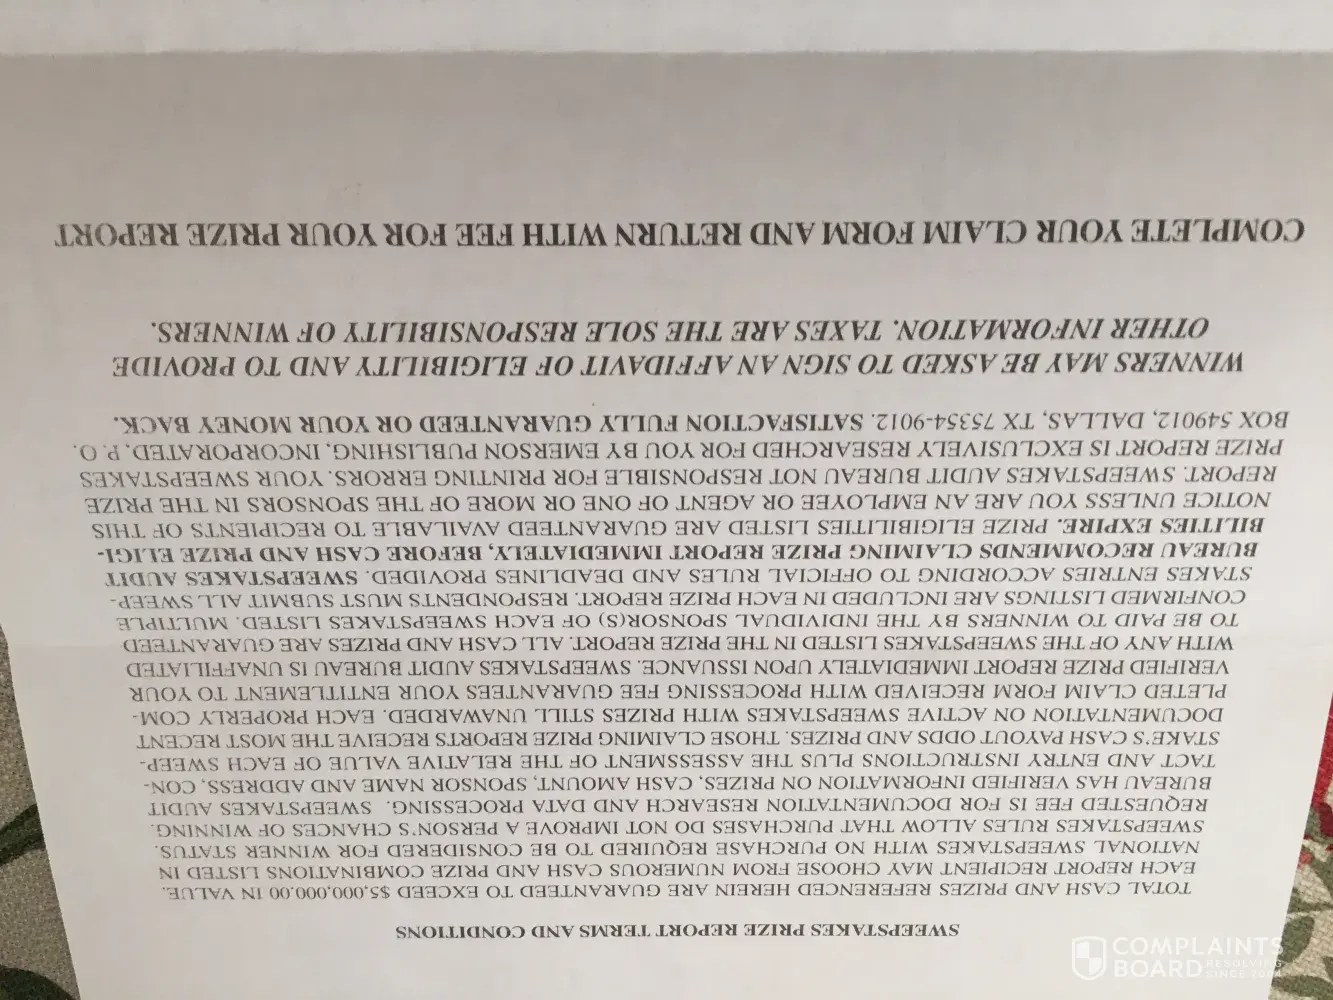 SWEEPSTAKES PRIZE REPORT TERMS AND CONDITIONS
TOTAL CASH AND PRIZES REFERENCED HEREIN ARE GUARANTEED TO EXCEED $5,000,000.00 IN VALUE.
EACH REPORT RECIPIENT MAY CHOOSE FROM NUMEROUS CASH AND PRIZE COMBINATIONS LISTED IN
NATIONAL SWEEPSTAKES WITH NO PURCHASE REQUIRED TO BE CONSIDERED FOR WINNER STATUS.
SWEEPSTAKES RULES ALLOW THAT PURCHASES DO NOT IMPROVE A PERSON'S CHANCES OF WINNING.
REQUESTED FEE IS FOR DOCUMENTATION RESEARCH AND DATA PROCESSING. SWEEPSTAKES AUDIT
BUREAU HAS VERIFIED INFORMATION ON PRIZES, CASH AMOUNT, SPONSOR NAME AND ADDRESS, CON-
TACT AND ENTRY INSTRUCTIONS PLUS THE ASSESSMENT OF THE RELATIVE VALUE OF EACH SWEEP-
STAKE'S CASH PAYOUT ODDS AND PRIZES. THOSE CLAIMING PRIZE REPORTS RECEIVE THE MOST RECENT
DOCUMENTATION ON ACTIVE SWEEPSTAKES WITH PRIZES STILL UNAWARDED. EACH PROPERLY COM-
PLETED CLAIM FORM RECEIVED WITH PROCESSING FEE GUARANTEES YOUR ENTITLEMENT TO YOUR
VERIFIED PRIZE REPORT IMMEDIATELY UPON ISSUANCE. SWEEPSTAKES AUDIT BUREAU IS UNAFFILIATED
WITH ANY OF THE SWEEPSTAKES LISTED IN THE PRIZE REPORT. ALL CASH AND PRIZES ARE GUARANTEED
TO BE PAID TO WINNERS BY THE INDIVIDUAL SPONSOR(S) OF EACH SWEEPSTAKES LISTED. MULTIPLE
CONFIRMED LISTINGS ARE INCLUDED IN EACH PRIZE REPORT. RESPONDENTS MUST SUBMIT ALL SWEEP-
STAKES ENTRIES ACCORDING TO OFFICIAL RULES AND DEADLINES PROVIDED. SWEEPSTAKES AUDIT
BUREAU RECOMMENDS CLAIMING PRIZE REPORT IMMEDIATELY, BEFORE CASH AND PRIZE ELIGI-
BILITIES EXPIRE. PRIZE ELIGIBILITIES LISTED ARE GUARANTEED AVAILABLE TO RECIPIENTS OF THIS
NOTICE UNLESS YOU ARE AN EMPLOYEE OR AGENT OF ONE OR MORE OF THE SPONSORS IN THE PRIZE
REPORT. SWEEPSTAKES AUDIT BUREAU NOT RESPONSIBLE FOR PRINTING ERRORS. YOUR SWEEPSTAKES
PRIZE REPORT IS EXCLUSIVELY RESEARCHED FOR YOU BY EMERSON PUBLISHING, INCORPORATED, P. O.
BOX 549012, DALLAS, TX 75354-9012. SATISFACTION FULLY GUARANTEED OR YOUR MONEY BACK.
WINNERS MAY BE ASKED TO SIGN AN AFFIDAVIT OF ELIGIBILITY AND TO PROVIDE
OTHER INFORMATION. TAXES ARE THE SOLE RESPONSIBILITY OF WINNERS.
COMPLETE YOUR CLAIM FORM AND RETURN WITH FEE FOR YOUR PRIZE REPORT
COMPLAINTS
BOARD RESOLVING
SINCE 2004